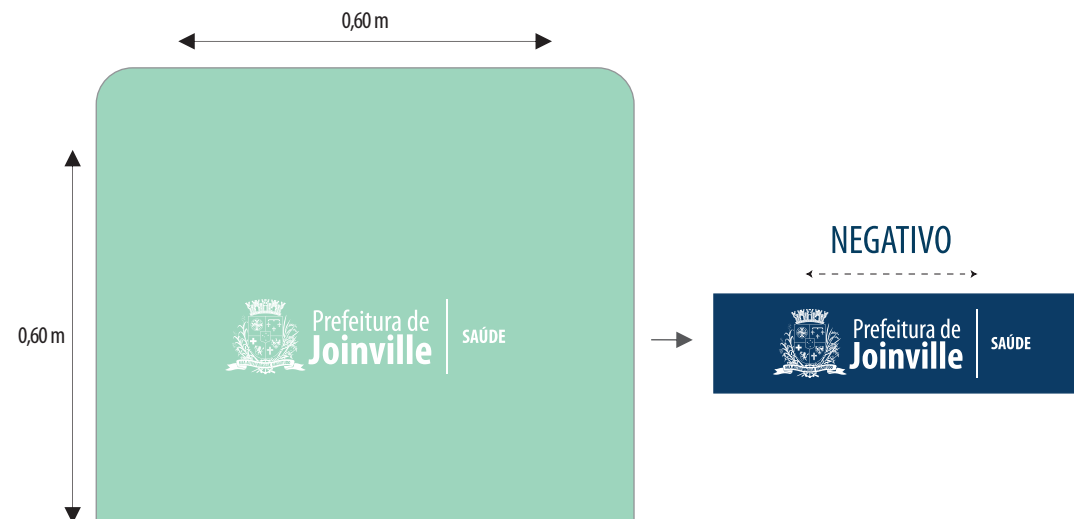 0,60 m
0,60 m
Prefeitura de
Joinville
SAÚDE
NEGATIVO
Prefeitura de
Joinville
SAÚDE